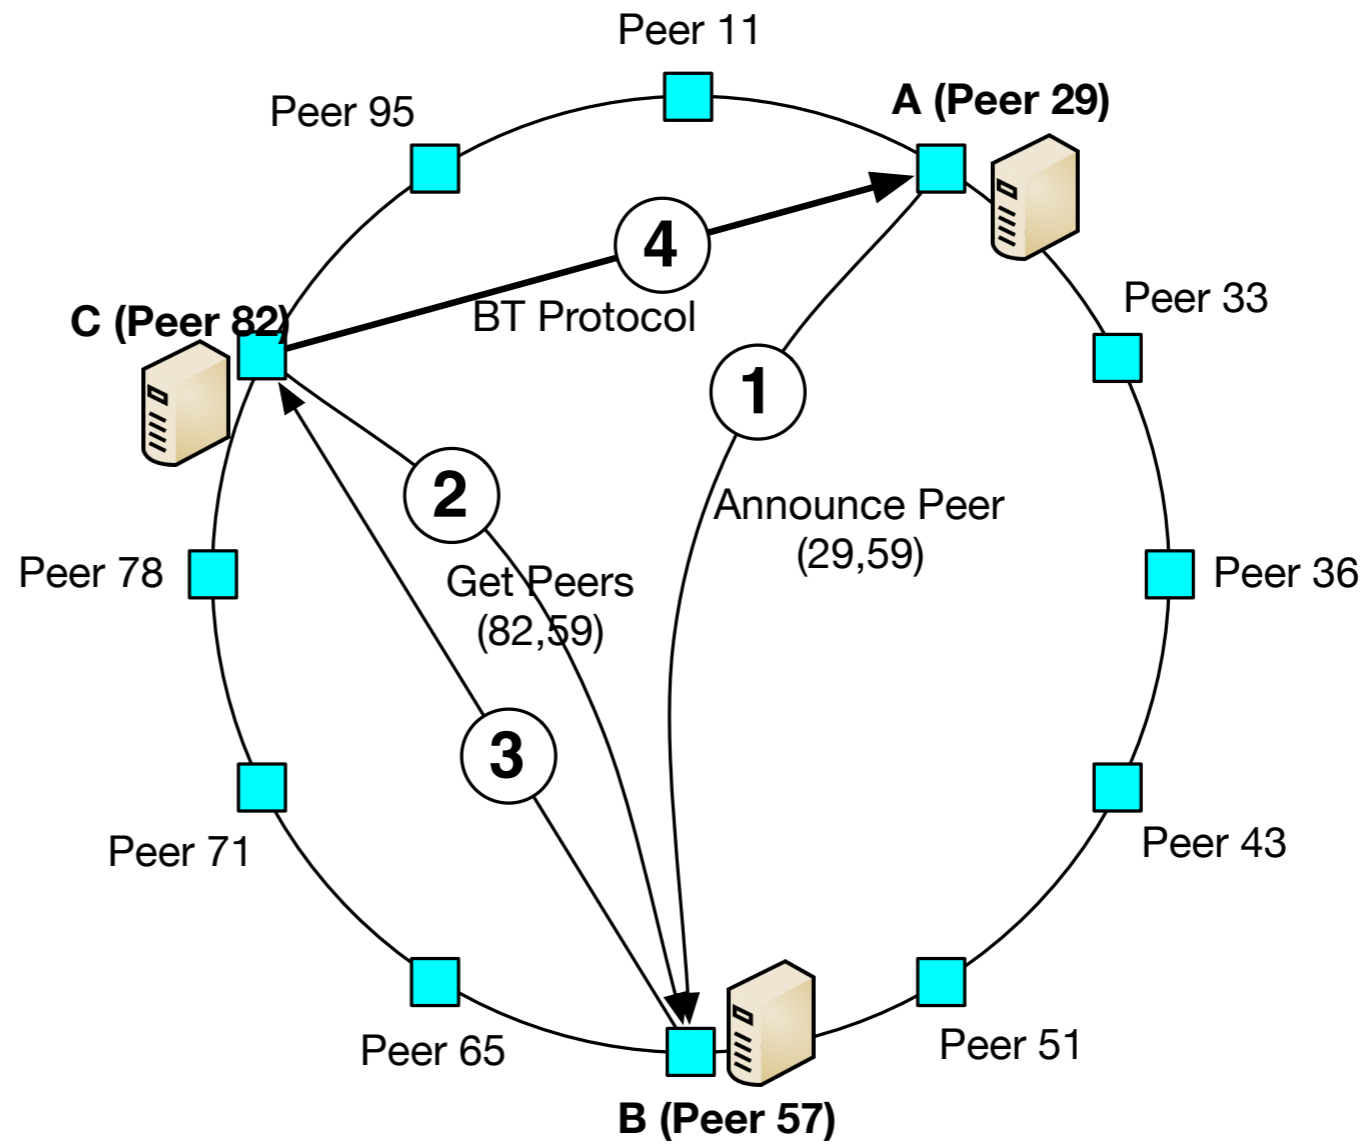 Peer 11
A (Peer 29)
Peer 95
4
Peer 33
C (Peer 82)
BT Protocol
1
2
Announce Peer
(29,59)
Get Peers
(82,59)
Peer 78
Peer 36
3
Peer 71
Peer 43
Peer 65
Peer 51
B (Peer 57)